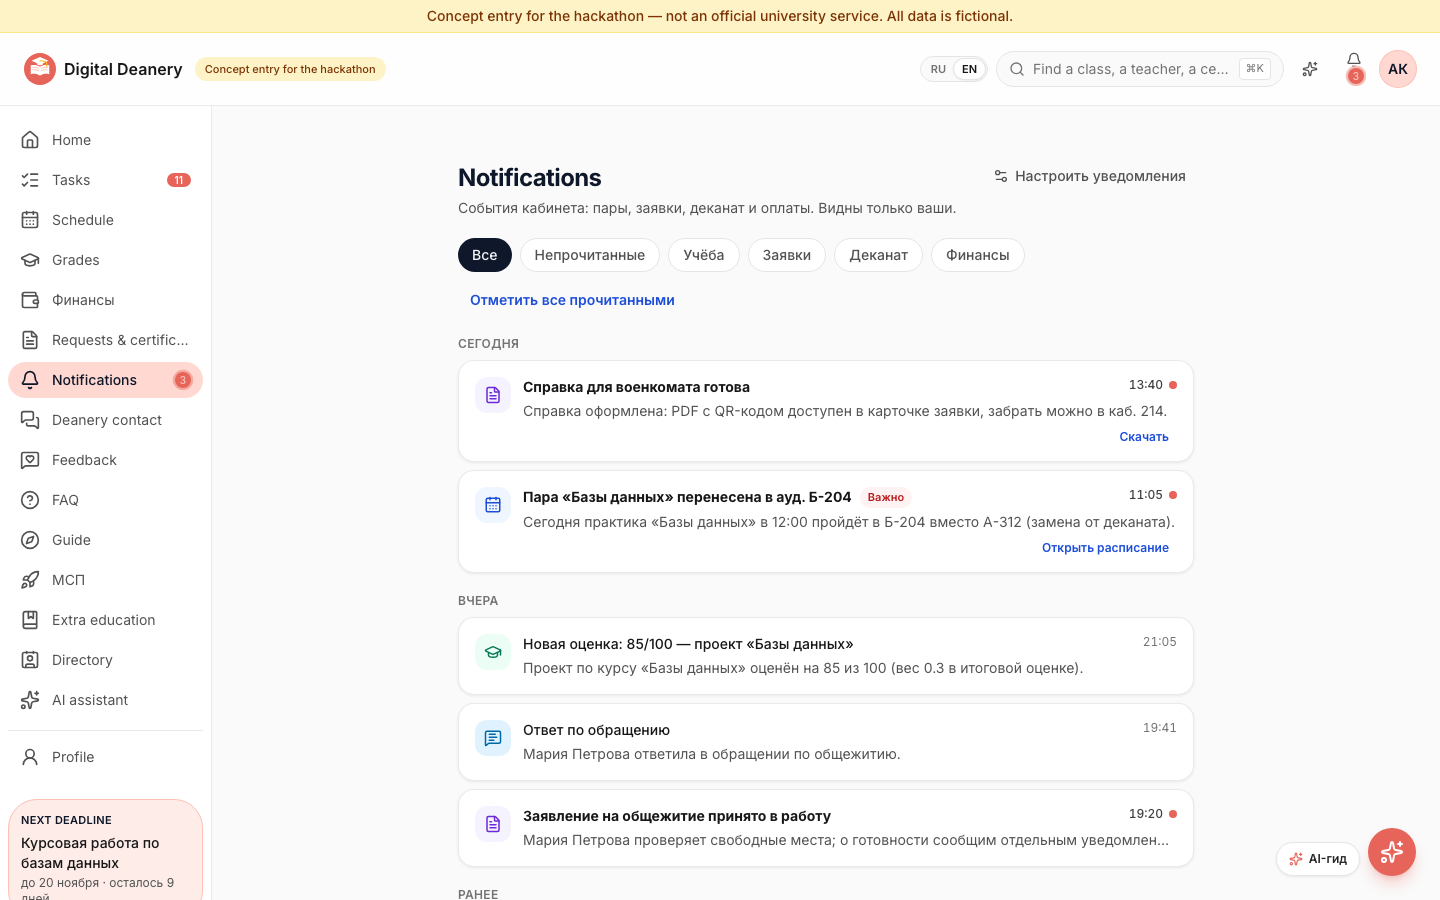 Concept entry for the hackathon — not an official university service. All data is fictional.
Digital Deanery
Concept entry for the hackathon
RU EN
Find a class, a teacher, a ce...
⌘K
3
AK
Home
Tasks
11
Schedule
Grades
Финансы
Requests & certific...
Notifications
3
Deanery contact
Feedback
FAQ
Guide
МСП
Extra education
Directory
AI assistant
Profile
NEXT DEADLINE
Курсовая работа по
базам данных
до 20 ноября · осталось 9
дней
Notifications
Настроить уведомления
События кабинета: пары, заявки, деканат и оплаты. Видны только ваши.
Все Непрочитанные Учёба Заявки Деканат Финансы
Отметить все прочитанными
СЕГОДНЯ
Справка для военкомата готова 13:40
Справка оформлена: PDF с QR-кодом доступен в карточке заявки, забрать можно в каб. 214.
Скачать
Пара «Базы данных» перенесена в ауд. Б-204 Важно 11:05
Сегодня практика «Базы данных» в 12:00 пройдёт в Б-204 вместо А-312 (замена от деканата).
Открыть расписание
ВЧЕРА
Новая оценка: 85/100 — проект «Базы данных» 21:05
Проект по курсу «Базы данных» оценён на 85 из 100 (вес 0.3 в итоговой оценке).
Ответ по обращению 19:41
Мария Петрова ответила в обращении по общежитию.
Заявление на общежитие принято в работу 19:20
Мария Петрова проверяет свободные места; о готовности сообщим отдельным уведомлен...
РАНЕЕ
AI-гид